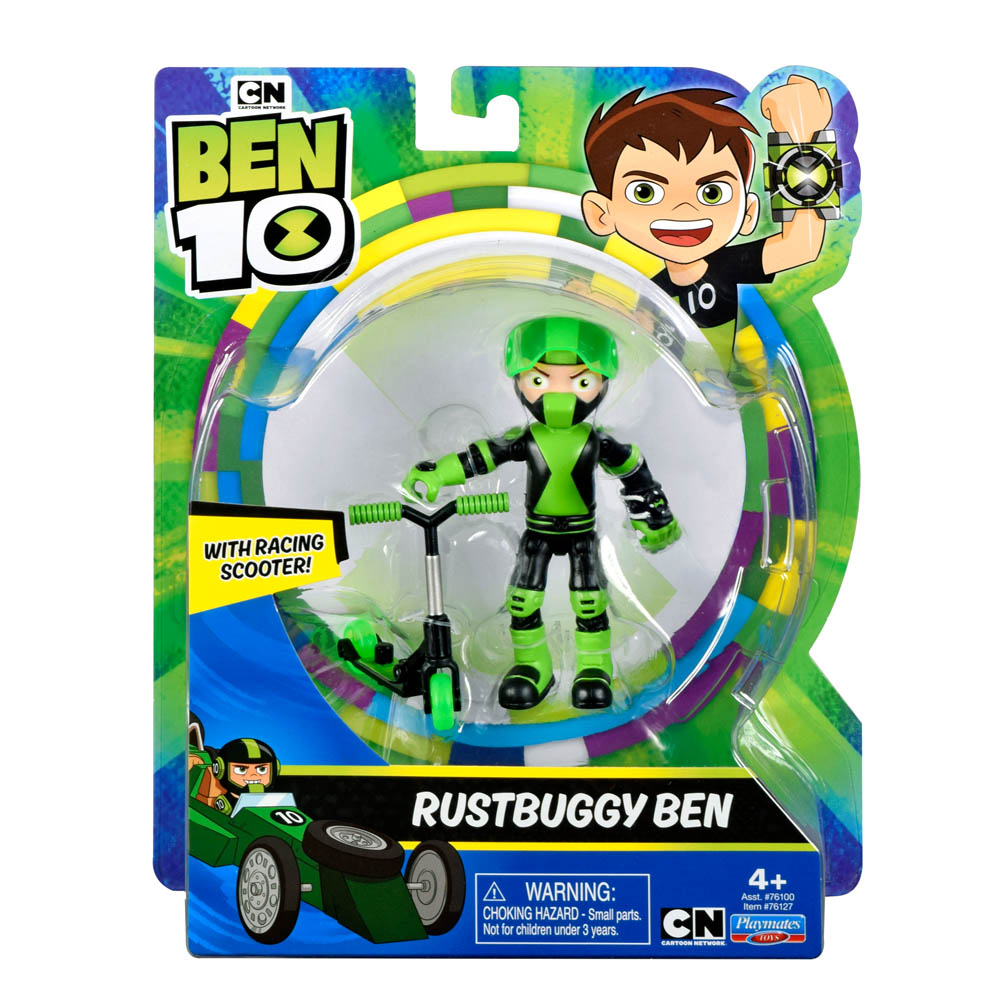 CN
CARTOON NETWORK
BEN
10
10
WITH RACING
SCOOTER!
10
RUSTBUGGY BEN
WARNING:
CHOKING HAZARD - Small parts.
Not for children under 3 years.
CN
CARTOON NETWORK
4+
Asst. #76100
Item #76127
Playmates
TOYS